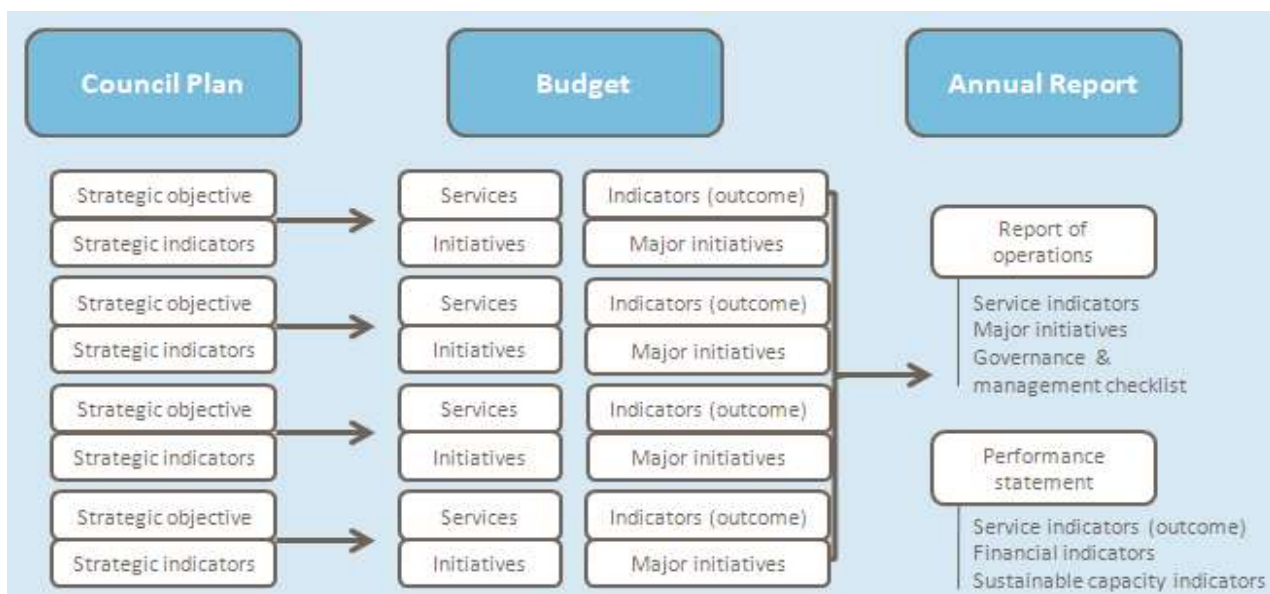 Council Plan
Budget
Annual Report
Strategic objective
Strategic indicators
Strategic objective
Strategic indicators
Strategic objective
Strategic indicators
Strategic objective
Strategic indicators
Services
Initiatives
Services
Initiatives
Services
Initiatives
Services
Initiatives
Indicators (outcome)
Major initiatives
Indicators (outcome)
Major initiatives
Indicators (outcome)
Major initiatives
Indicators (outcome)
Major initiatives
Report of
operations
Service indicators
Major initiatives
Governance &
management checklist
Performance
statement
Service indicators (outcome)
Financial indicators
Sustainable capacity indicators